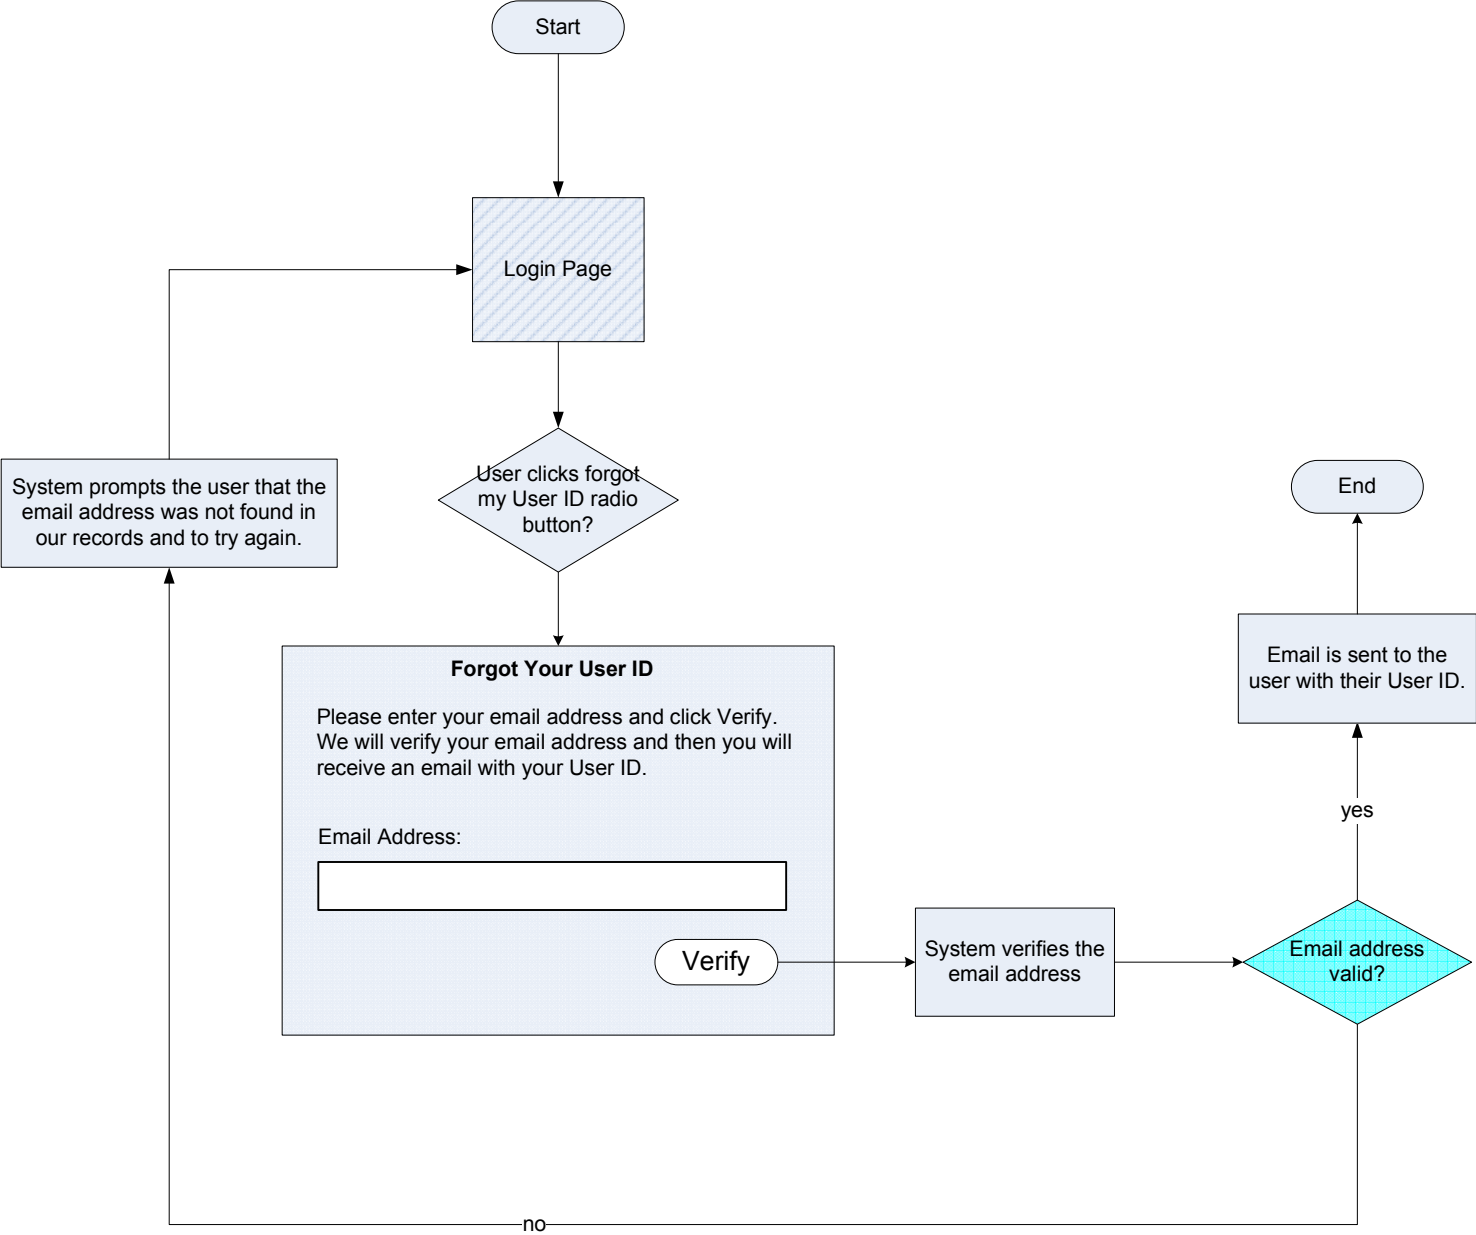 Start
Login Page
System prompts the user that the
email address was not found in
our records and to try again.
User clicks forgot
my User ID radio
button?
End
Forgot Your User ID
Please enter your email address and click Verify.
We will verify your email address and then you will
receive an email with your User ID.
Email Address:
Verify
System verifies the
email address
Email address
valid?
yes
Email is sent to the
user with their User ID.
no